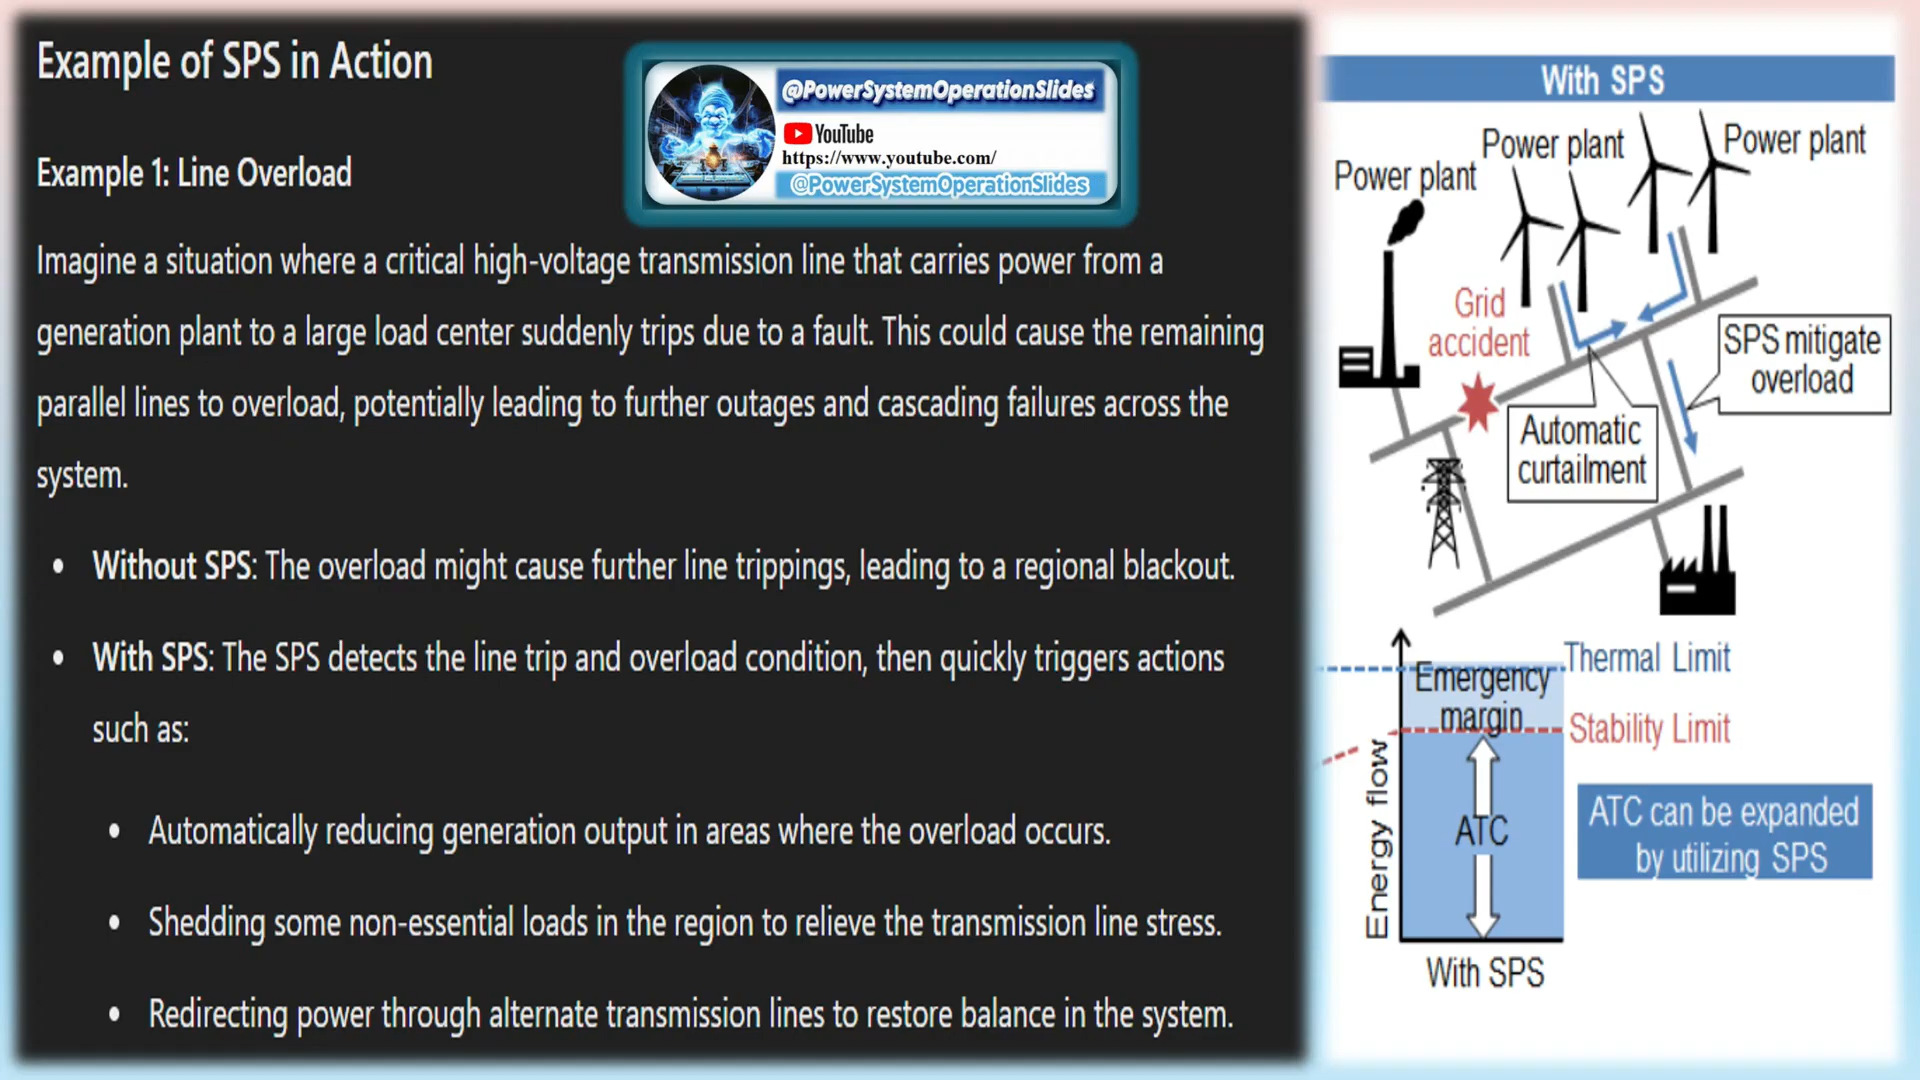 Example of SPS in Action
@PowerSystemOperationSlides
YouTube
https://www.youtube.com/
@PowerSystemOperationSlides
Example 1: Line Overload
Imagine a situation where a critical high-voltage transmission line that carries power from a
generation plant to a large load center suddenly trips due to a fault. This could cause the remaining
parallel lines to overload, potentially leading to further outages and cascading failures across the
system.
• Without SPS: The overload might cause further line trippings, leading to a regional blackout.
• With SPS: The SPS detects the line trip and overload condition, then quickly triggers actions
such as:
• Automatically reducing generation output in areas where the overload occurs.
• Shedding some non-essential loads in the region to relieve the transmission line stress.
• Redirecting power through alternate transmission lines to restore balance in the system.
With SPS
Power plant
Power plant
Power plant
Grid
accident
SPS mitigate
overload
Automatic
curtailment
Thermal Limit
Emergency
margin
Stability Limit
Energy flow
ATC
ATC can be expanded
by utilizing SPS
With SPS